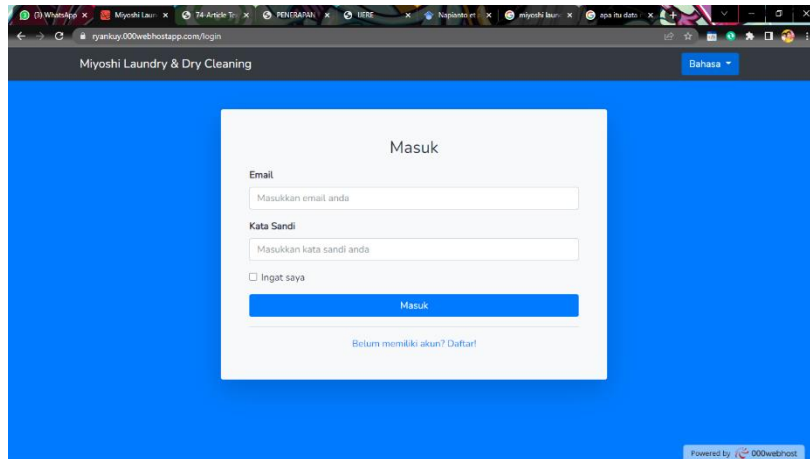 (3) WhatsApp
Miyoshi Laun
74-Article Te
PENERAPAN
Napianto et
miyoshi laun
apa itu data
ryankuy.000webhostapp.com/login
Miyoshi Laundry & Dry Cleaning
Bahasa
Masuk
Email
Masukkan email anda
Kata Sandi
Masukkan kata sandi anda
Ingat saya
Masuk
Belum memiliki akun? Daftar!
Powered by 000webhost